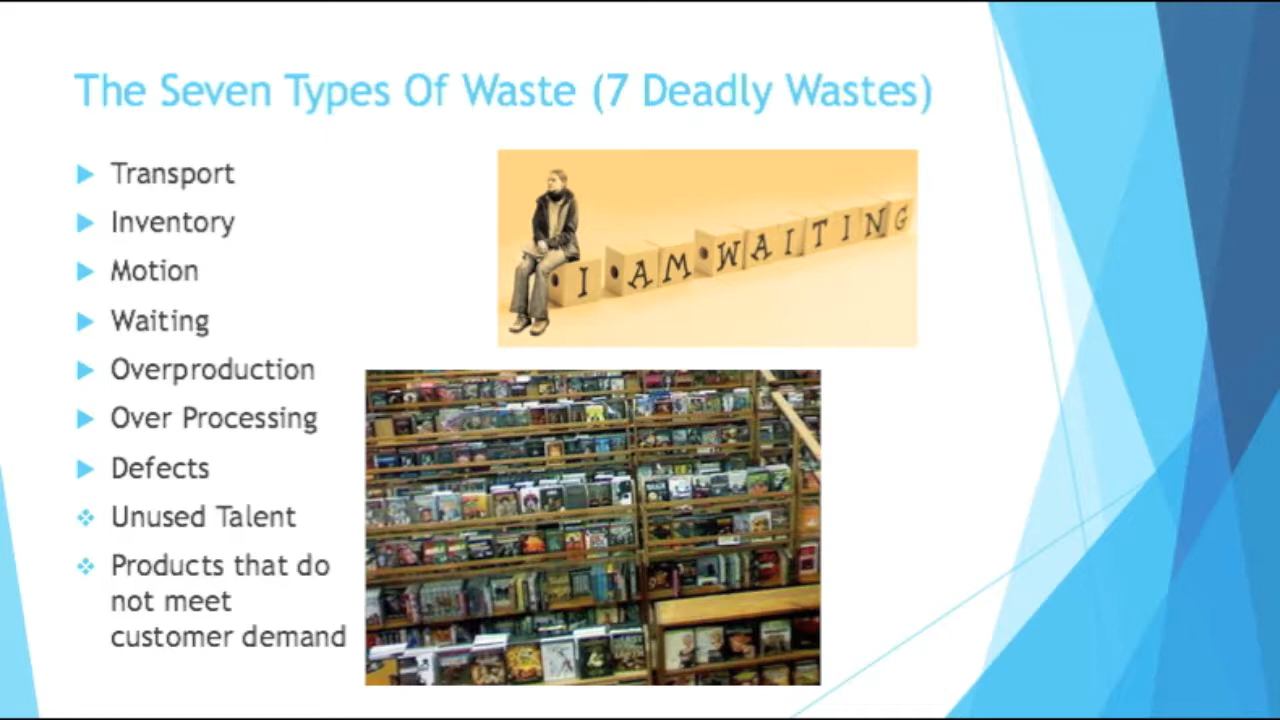 The Seven Types Of Waste (7 Deadly Wastes)
Transport
Inventory
Motion
Waiting
Overproduction
Over Processing
Defects
Unused Talent
Products that do
not meet
customer demand
I AM WAITING